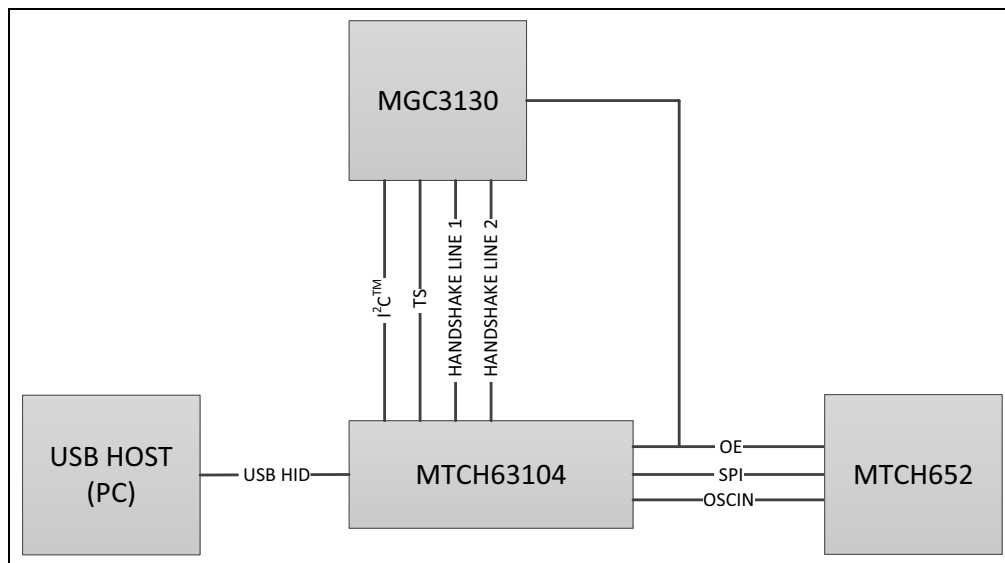 MGC3130
I²C™
TS
HANDSHAKE LINE 1
HANDSHAKE LINE 2
USB HOST
(PC)
USB HID
MTCH63104
OE
SPI
OSCIN
MTCH652